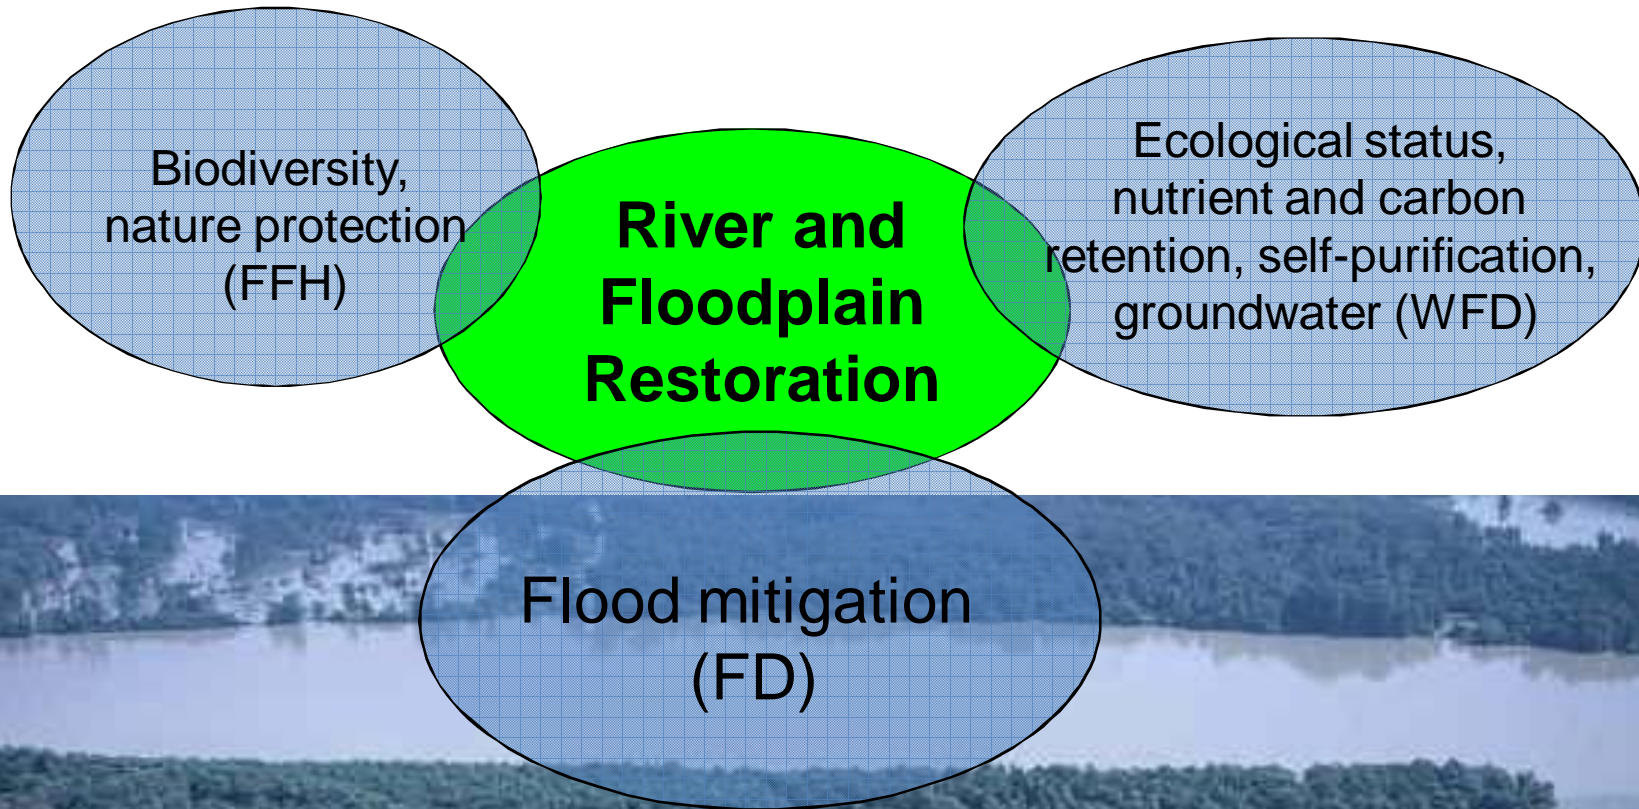 Biodiversity,
nature protection
(FFH)
River and
Floodplain
Restoration
Ecological status,
nutrient and carbon
retention, self-purification,
groundwater (WFD)
Flood mitigation
(FD)